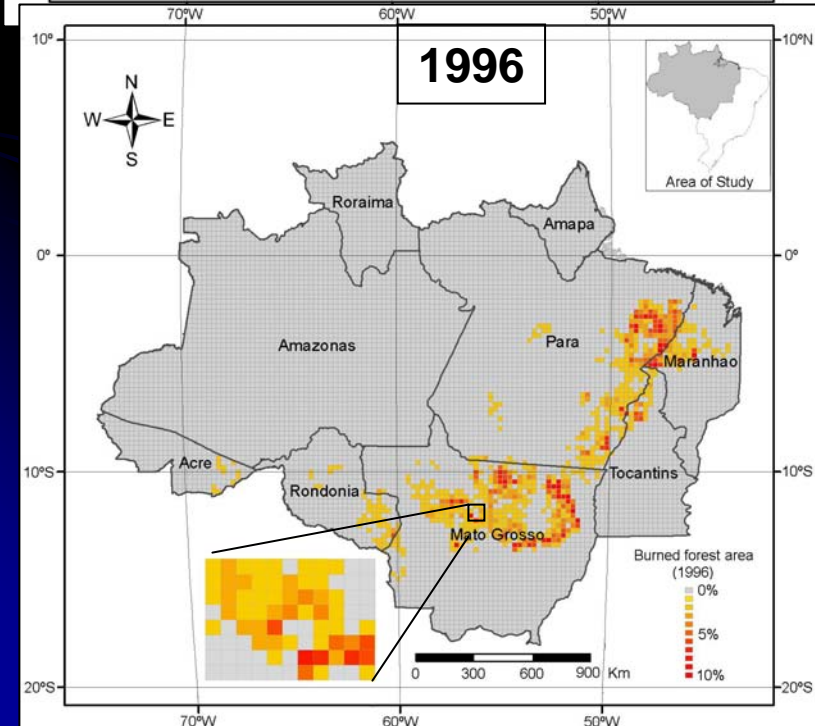 70°W 60°W 50°W
10° 10°N
1996
N
W E
S
Area of Study
Roraima
Amapa
0° 0°
Amazonas
Para
Maranhao
Acre
10°S 10°S
Rondonia
Tocantins
Mato Grosso
Burned forest area
(1996)
0%
5%
10%
0 300 600 900 Km
20°S 20°S
70°W 60°W 50°W